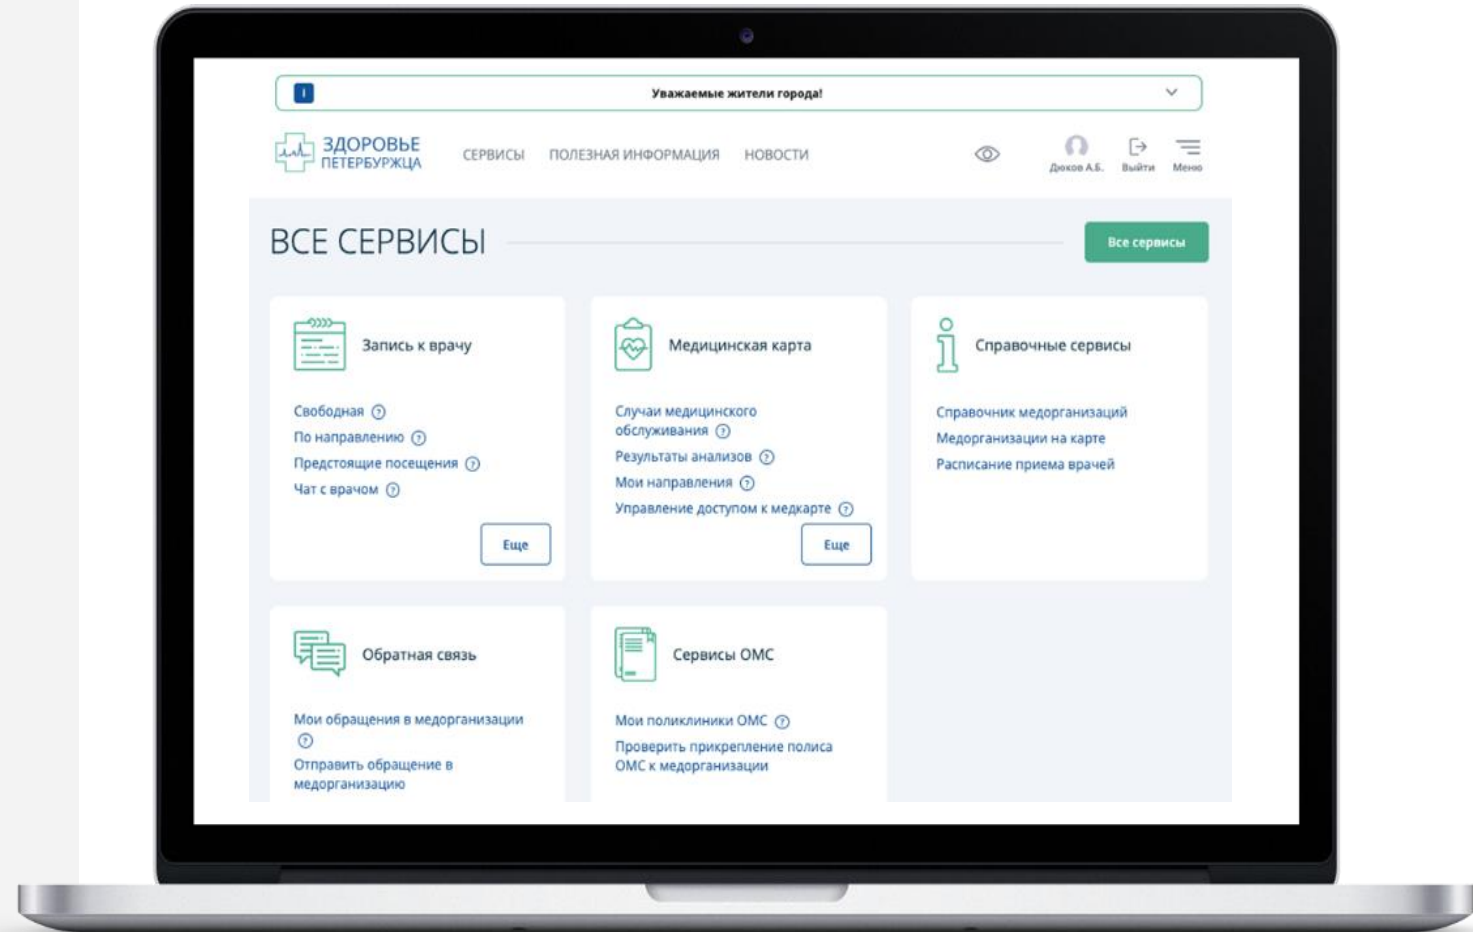 i
Уважаемые жители города!
ЗДОРОВЬЕ
ПЕТЕРБУРЖЦА
СЕРВИСЫ
ПОЛЕЗНАЯ ИНФОРМАЦИЯ
НОВОСТИ
Дюков А.Б.
Выйти
Меню
ВСЕ СЕРВИСЫ
Все сервисы
Запись к врачу
Свободная ?
По направлению ?
Предстоящие посещения ?
Чат с врачом ?
Еще
Медицинская карта
Случаи медицинского
обслуживания ?
Результаты анализов ?
Мои направления ?
Управление доступом к медкарте ?
Еще
Справочные сервисы
Справочник медорганизаций
Медорганизации на карте
Расписание приема врачей
Обратная связь
Мои обращения в медорганизации
?
Отправить обращение в
медорганизацию
Сервисы ОМС
Мои поликлиники ОМС ?
Проверить прикрепление полиса
ОМС к медорганизации